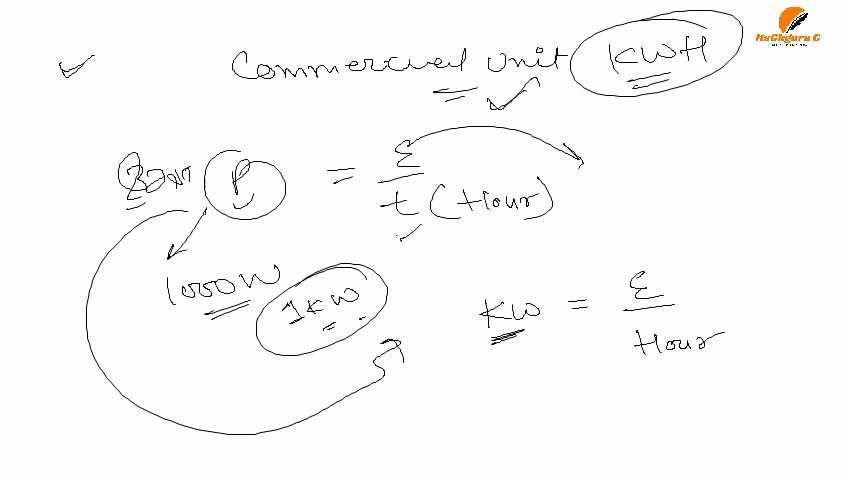 Commercial unit KWH
P = E
t (Hour)
1000W 1KW
KW = E
Hour